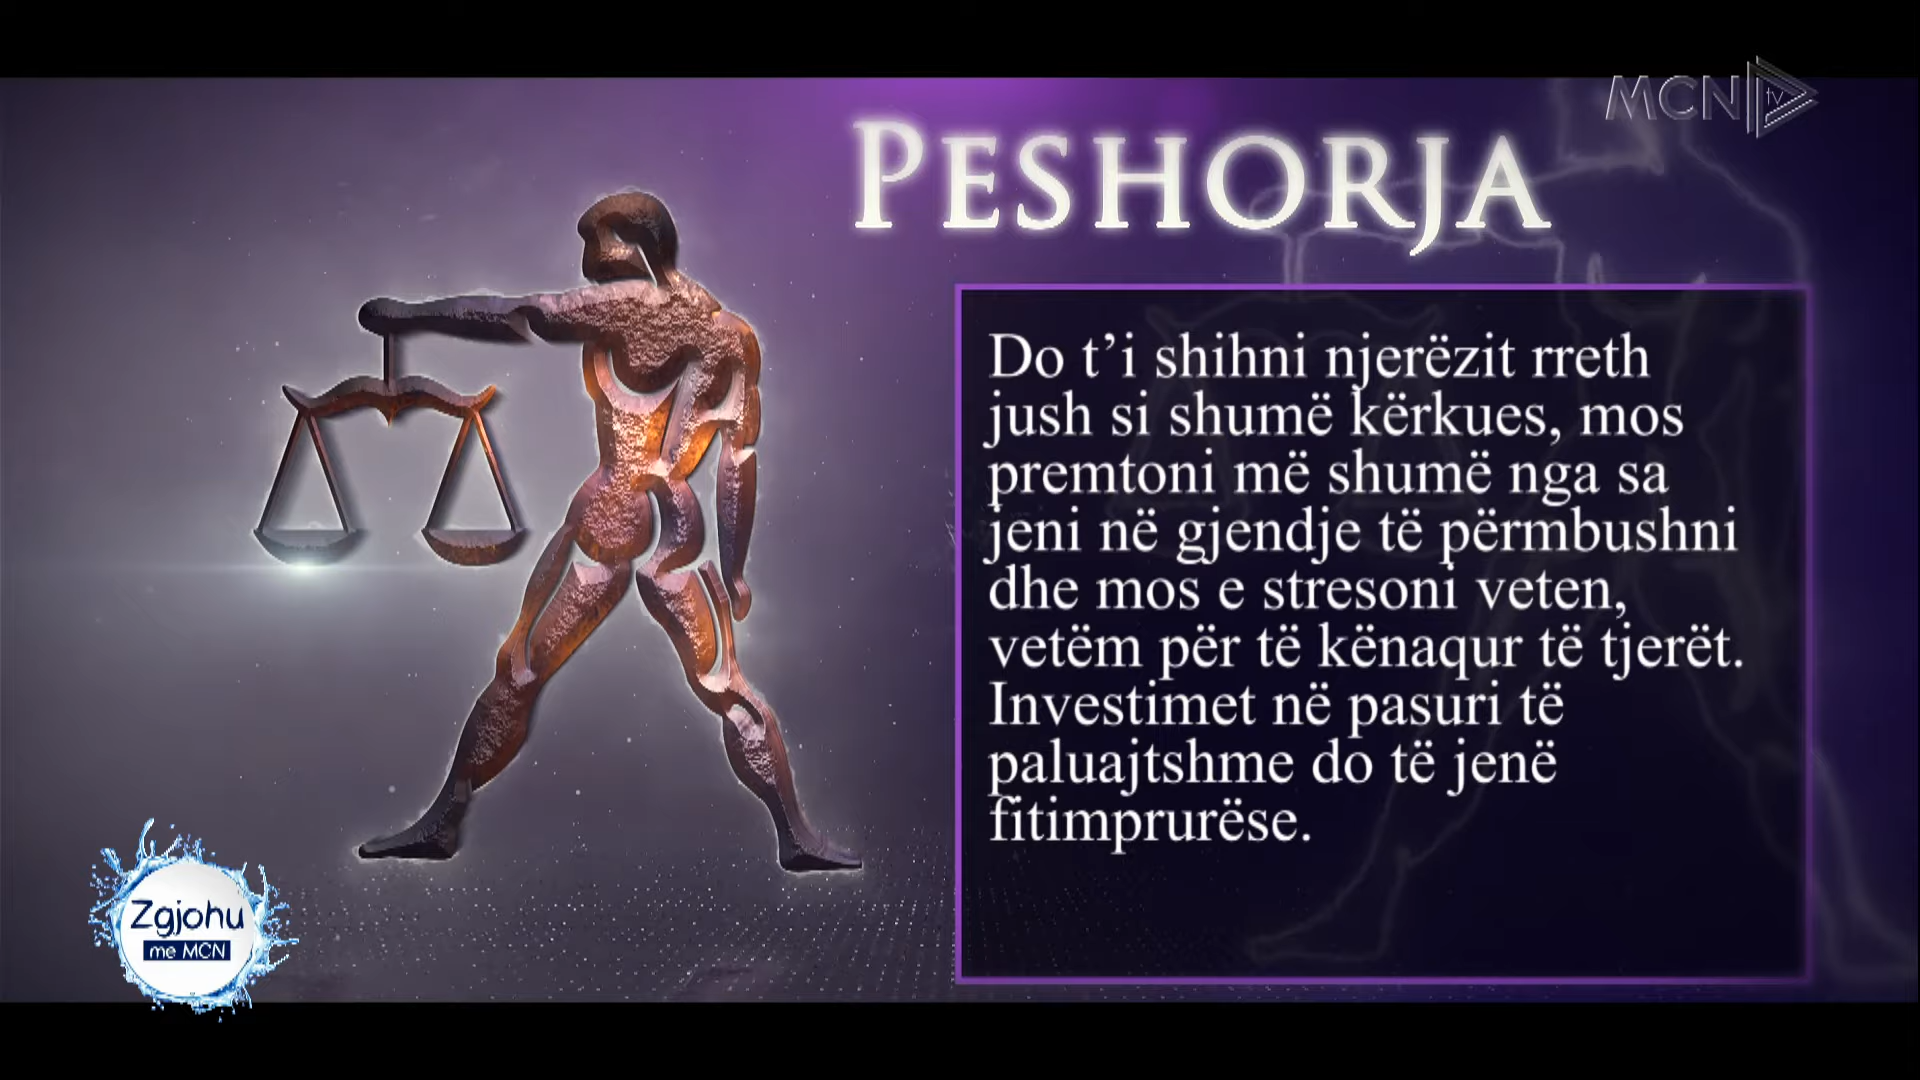 MCN tv
PESHORJA
Do t’i shihni njerëzit rreth
jush si shumë kërkues, mos
premtoni më shumë nga sa
jeni në gjendje të përmbushni
dhe mos e stresoni veten,
vetëm për të kënaqur të tjerët.
Investimet në pasuri të
paluajtshme do të jenë
fitimprurëse.
Zgjohu
me MCN